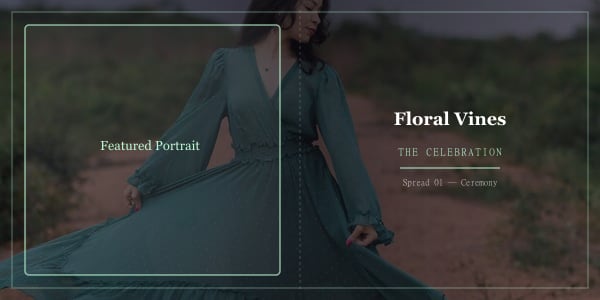 Featured Portrait
Floral Vines
THE CELEBRATION
Spread 01 — Ceremony